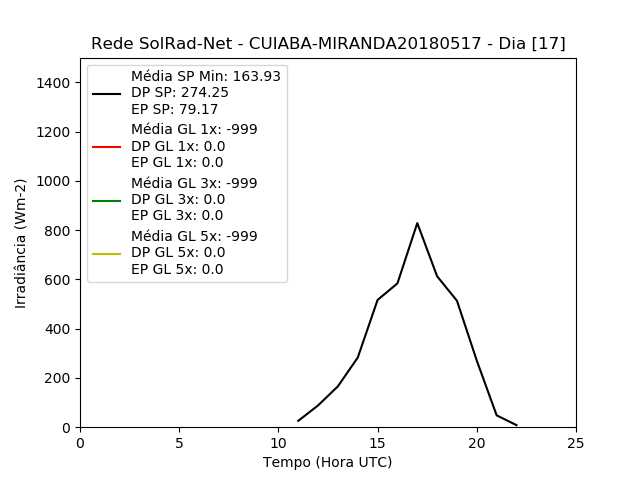 Rede SolRad-Net - CUIABA-MIRANDA20180517 - Dia [17]
Média SP Min: 163.93
DP SP: 274.25
EP SP: 79.17
Média GL 1x: -999
DP GL 1x: 0.0
EP GL 1x: 0.0
Média GL 3x: -999
DP GL 3x: 0.0
EP GL 3x: 0.0
Média GL 5x: -999
DP GL 5x: 0.0
EP GL 5x: 0.0
Irradiância (Wm-2)
1400
1200
1000
800
600
400
200
0
0 5 10 15 20 25
Tempo (Hora UTC)